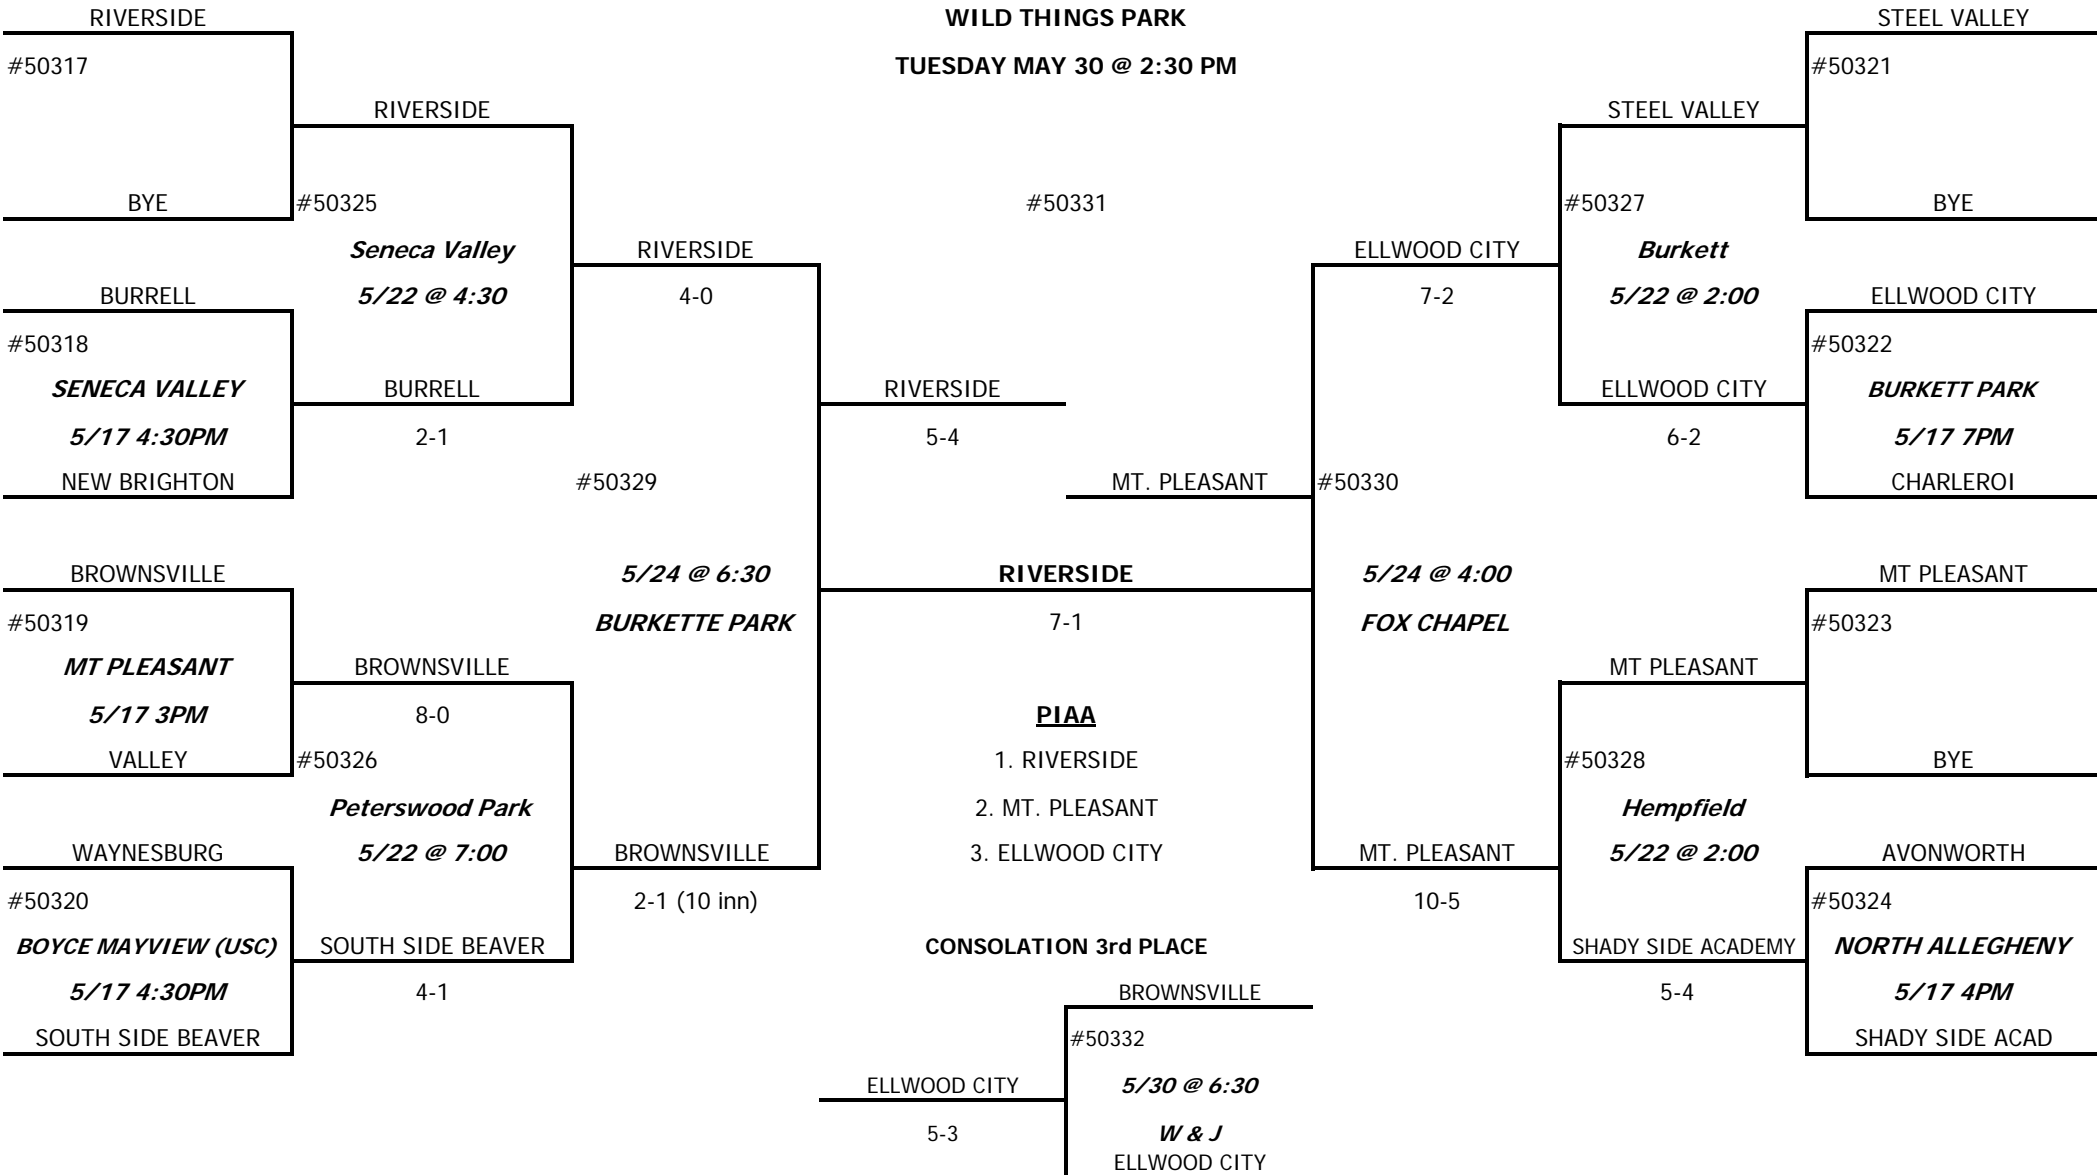 RIVERSIDE
WILD THINGS PARK
STEEL VALLEY
#50317
TUESDAY MAY 30 @ 2:30 PM
#50321
RIVERSIDE
STEEL VALLEY
BYE
#50325
#50331
#50327
BYE
Seneca Valley
RIVERSIDE
ELLWOOD CITY
Burkett
BURRELL
5/22 @ 4:30
4-0
7-2
5/22 @ 2:00
ELLWOOD CITY
#50318
#50322
SENECA VALLEY
BURRELL
RIVERSIDE
ELLWOOD CITY
BURKETT PARK
5/17 4:30PM
2-1
5-4
6-2
5/17 7PM
NEW BRIGHTON
#50329
MT. PLEASANT
#50330
CHARLEROI
BROWNSVILLE
5/24 @ 6:30
RIVERSIDE
5/24 @ 4:00
MT PLEASANT
#50319
BURKETTE PARK
7-1
FOX CHAPEL
#50323
MT PLEASANT
BROWNSVILLE
MT PLEASANT
5/17 3PM
8-0
PIAA
VALLEY
#50326
1. RIVERSIDE
#50328
BYE
Peterswood Park
2. MT. PLEASANT
Hempfield
WAYNESBURG
5/22 @ 7:00
BROWNSVILLE
3. ELLWOOD CITY
MT. PLEASANT
5/22 @ 2:00
AVONWORTH
#50320
2-1 (10 inn)
10-5
#50324
BOYCE MAYVIEW (USC)
SOUTH SIDE BEAVER
CONSOLATION 3rd PLACE
SHADY SIDE ACADEMY
NORTH ALLEGHENY
5/17 4:30PM
4-1
BROWNSVILLE
5-4
5/17 4PM
SOUTH SIDE BEAVER
#50332
SHADY SIDE ACAD
ELLWOOD CITY
5/30 @ 6:30
5-3
W & J
ELLWOOD CITY